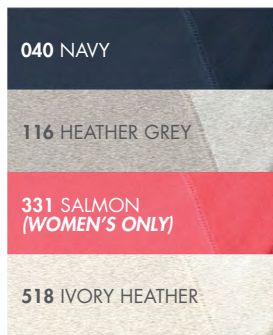 040 NAVY
116 HEATHER GREY
331 SALMON
(WOMEN'S ONLY)
518 IVORY HEATHER